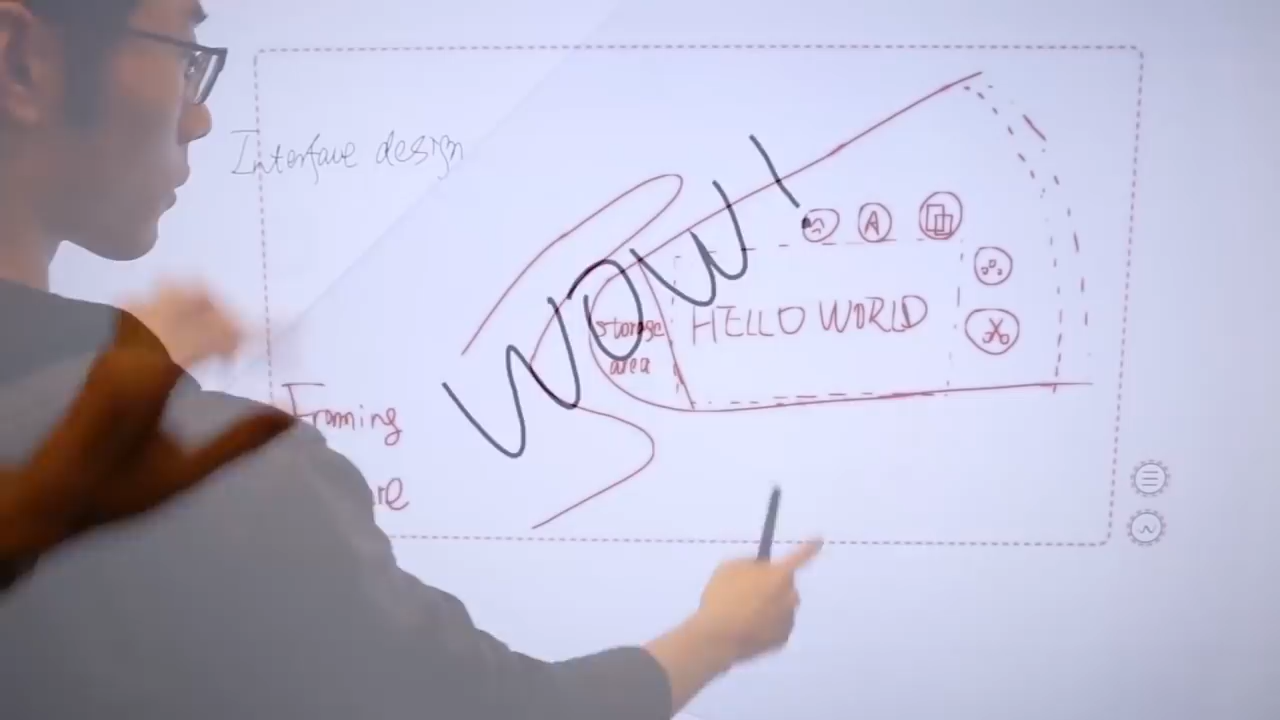 Interface design
WOW!
A
HELLO WORLD
storage
area
Framing